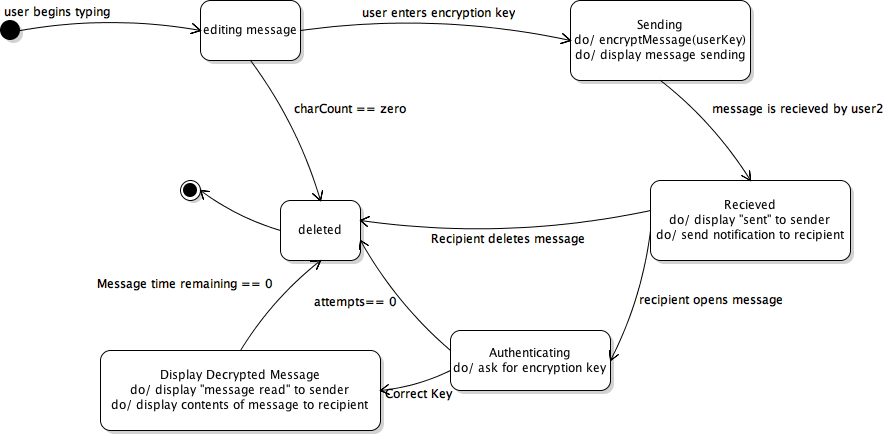 user begins typing
editing message
user enters encryption key
Sending
do/ encryptMessage(userKey)
do/ display message sending
charCount == zero
message is recieved by user2
deleted
Recieved
do/ display "sent" to sender
do/ send notification to recipient
Recipient deletes message
Message time remaining == 0
attempts== 0
recipient opens message
Authenticating
do/ ask for encryption key
Display Decrypted Message
do/ display "message read" to sender
do/ display contents of message to recipient
Correct Key